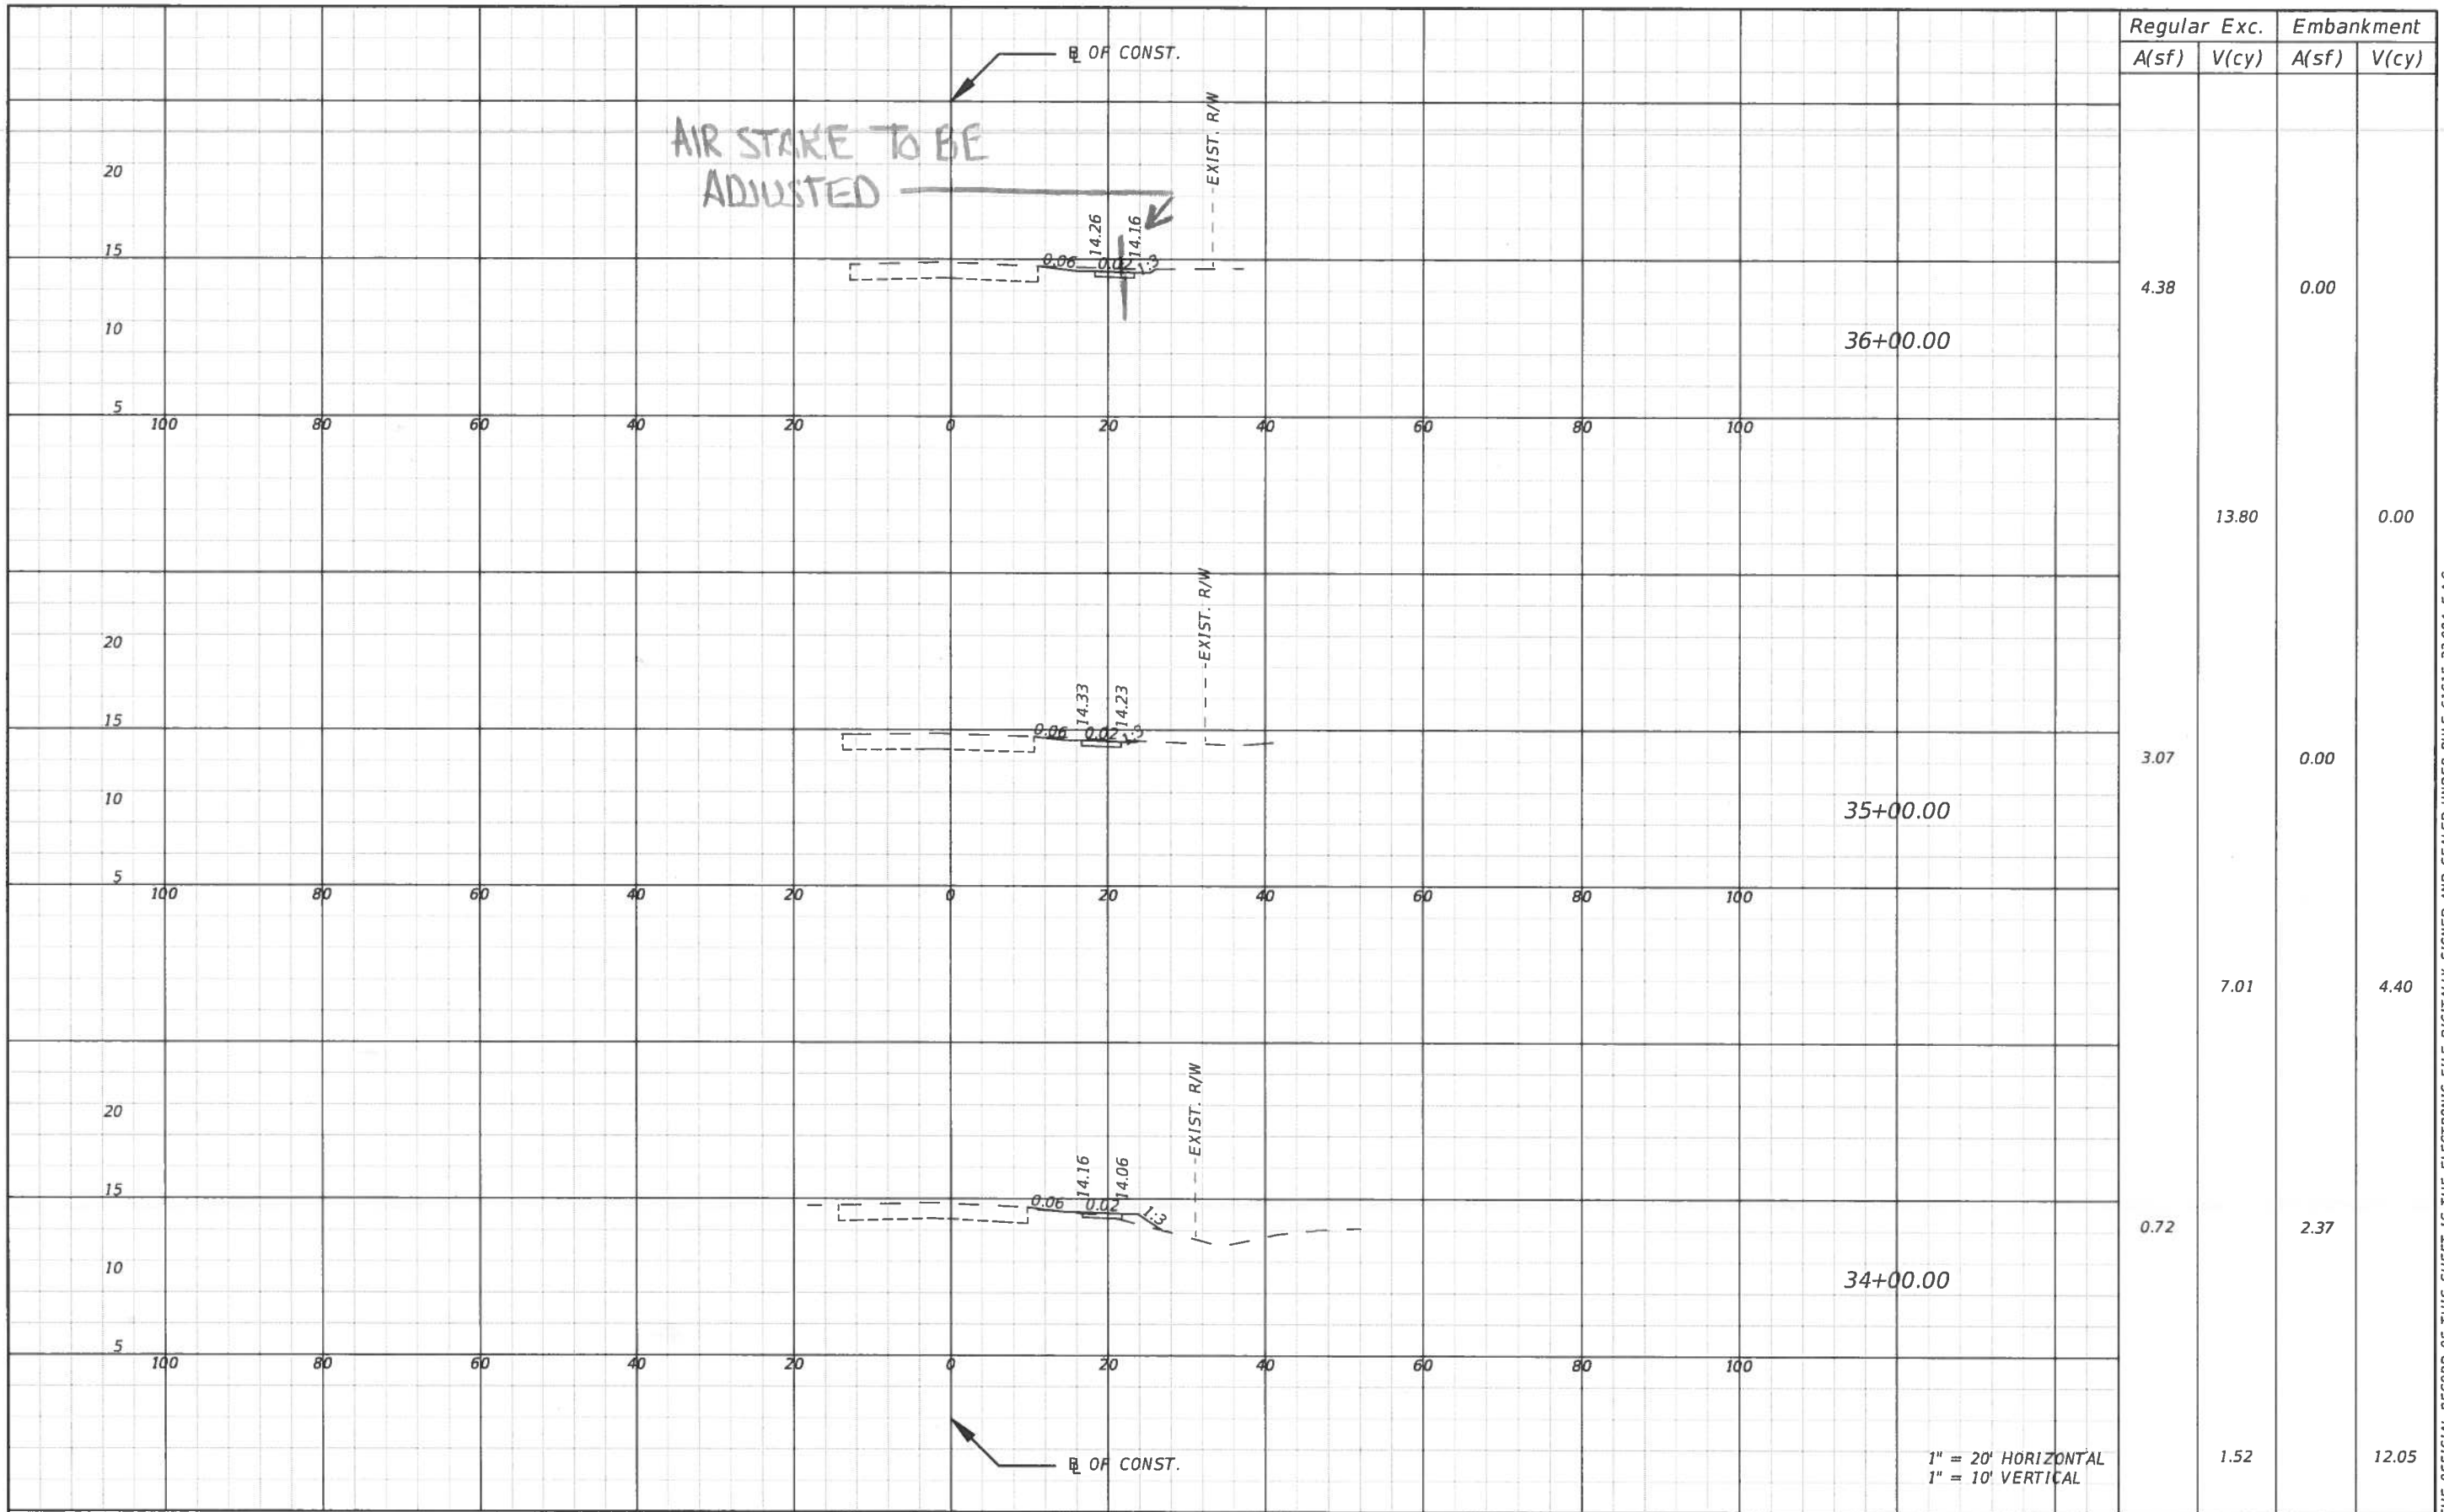 Regular Exc. Embankment
A(sf) V(cy) A(sf) V(cy)
℄ OF CONST.
AIR STAKE TO BE
ADJUSTED
EXIST. R/W
20
14.26 14.16
15
0.06 0.02 1:3
4.38 0.00
10
36+00.00
5
100 80 60 40 20 0 20 40 60 80 100
13.80 0.00
EXIST. R/W
20
14.33 14.23
15
0.06 0.02 1:3
3.07 0.00
10
35+00.00
5
100 80 60 40 20 0 20 40 60 80 100
7.01 4.40
EXIST. R/W
20
14.16 14.06
15
0.06 0.02 1:3
0.72 2.37
10
34+00.00
5
100 80 60 40 20 0 20 40 60 80 100
℄ OF CONST.
1" = 20' HORIZONTAL
1" = 10' VERTICAL
1.52 12.05